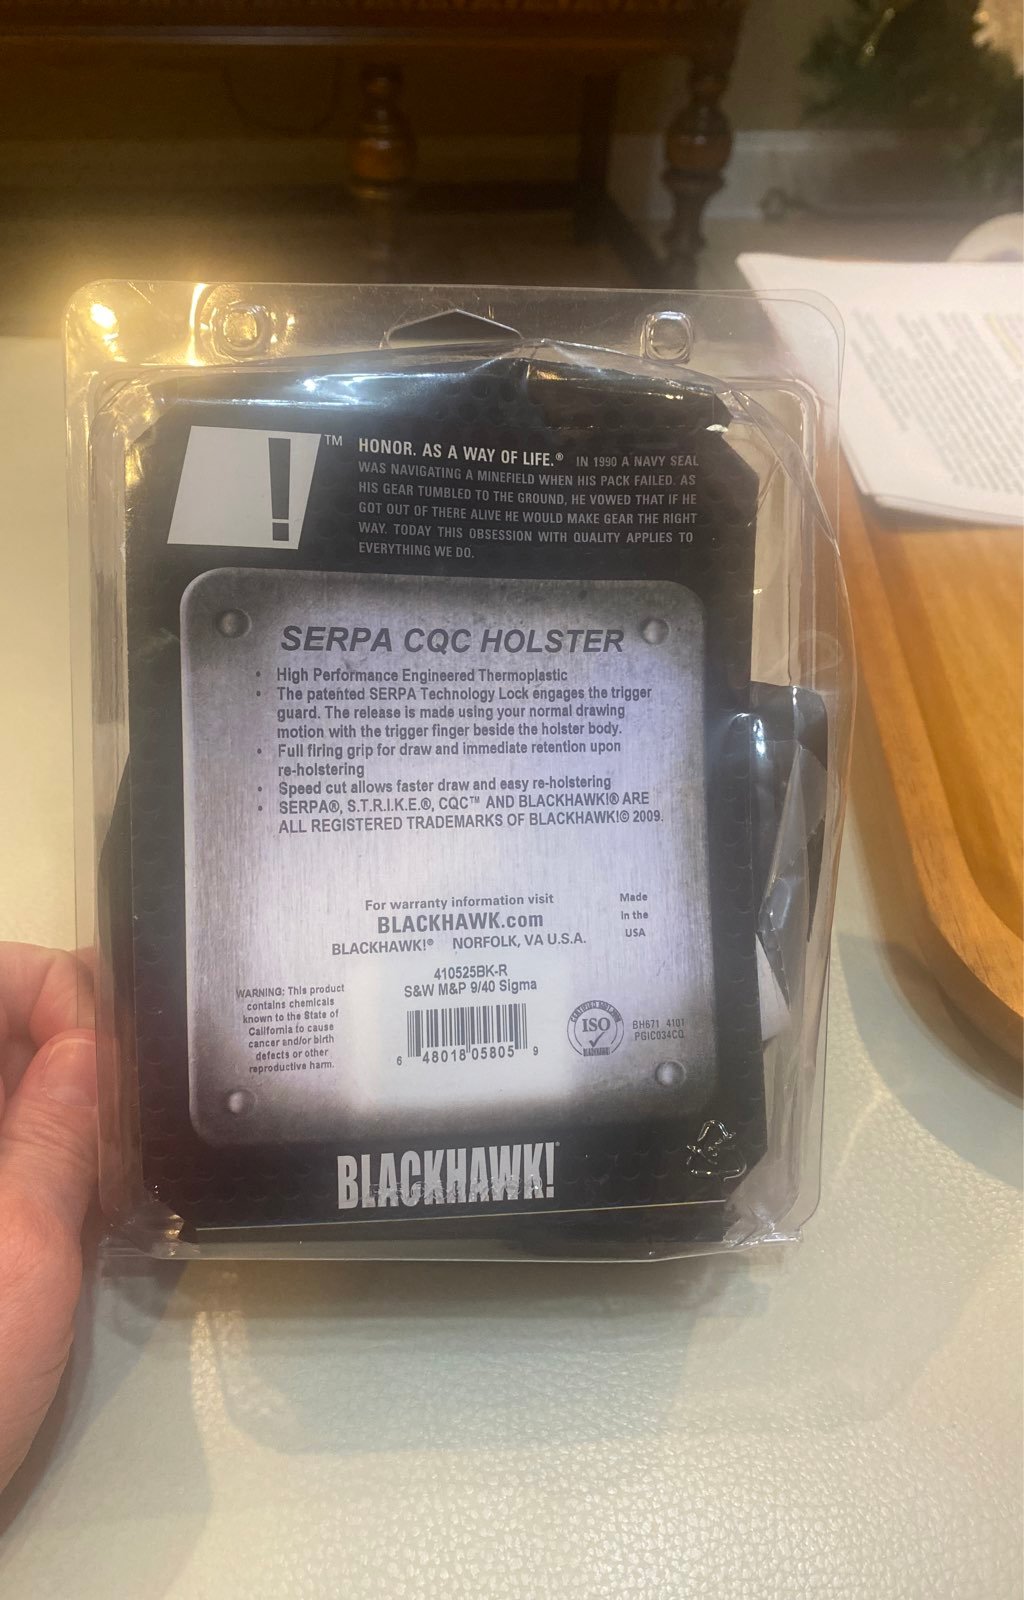 !™
HONOR. AS A WAY OF LIFE.® IN 1990 A NAVY SEAL
WAS NAVIGATING A MINEFIELD WHEN HIS PACK FAILED. AS
HIS GEAR TUMBLED TO THE GROUND, HE VOWED THAT IF HE
GOT OUT OF THERE ALIVE HE WOULD MAKE GEAR THE RIGHT
WAY. TODAY THIS OBSESSION WITH QUALITY APPLIES TO
EVERYTHING WE DO.
SERPA CQC HOLSTER
• High Performance Engineered Thermoplastic
• The patented SERPA Technology Lock engages the trigger
guard. The release is made using your normal drawing
motion with the trigger finger beside the holster body.
• Full firing grip for draw and immediate retention upon
re-holstering
• Speed cut allows faster draw and easy re-holstering
• SERPA®, S.T.R.I.K.E.®, CQC™ AND BLACKHAWK!® ARE
ALL REGISTERED TRADEMARKS OF BLACKHAWK!© 2009.
For warranty information visit
BLACKHAWK.com
BLACKHAWK!® NORFOLK, VA U.S.A.
Made
in the
USA
410525BK-R
S&W M&P 9/40 Sigma
6 48018 05805 9
WARNING: This product
contains chemicals
known to the State of
California to cause
cancer and/or birth
defects or other
reproductive harm.
ISO
BH671 4101
PGIC034CQ
BLACKHAWK!